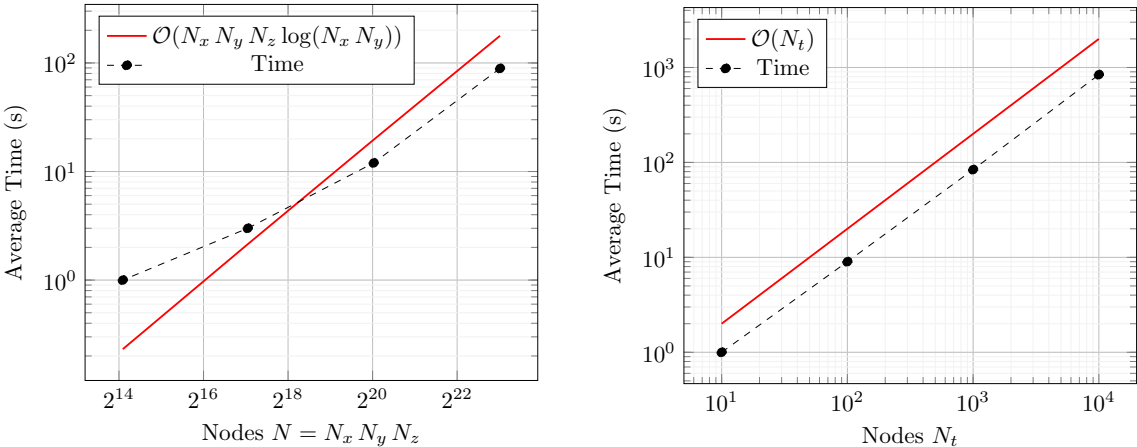 𝒪(N_x N_y N_z log(N_x N_y))
Time
10^2
10^1
10^0
Average Time (s)
2^14 2^16 2^18 2^20 2^22
Nodes N = N_x N_y N_z
𝒪(N_t)
Time
10^3
10^2
10^1
10^0
Average Time (s)
10^1 10^2 10^3 10^4
Nodes N_t